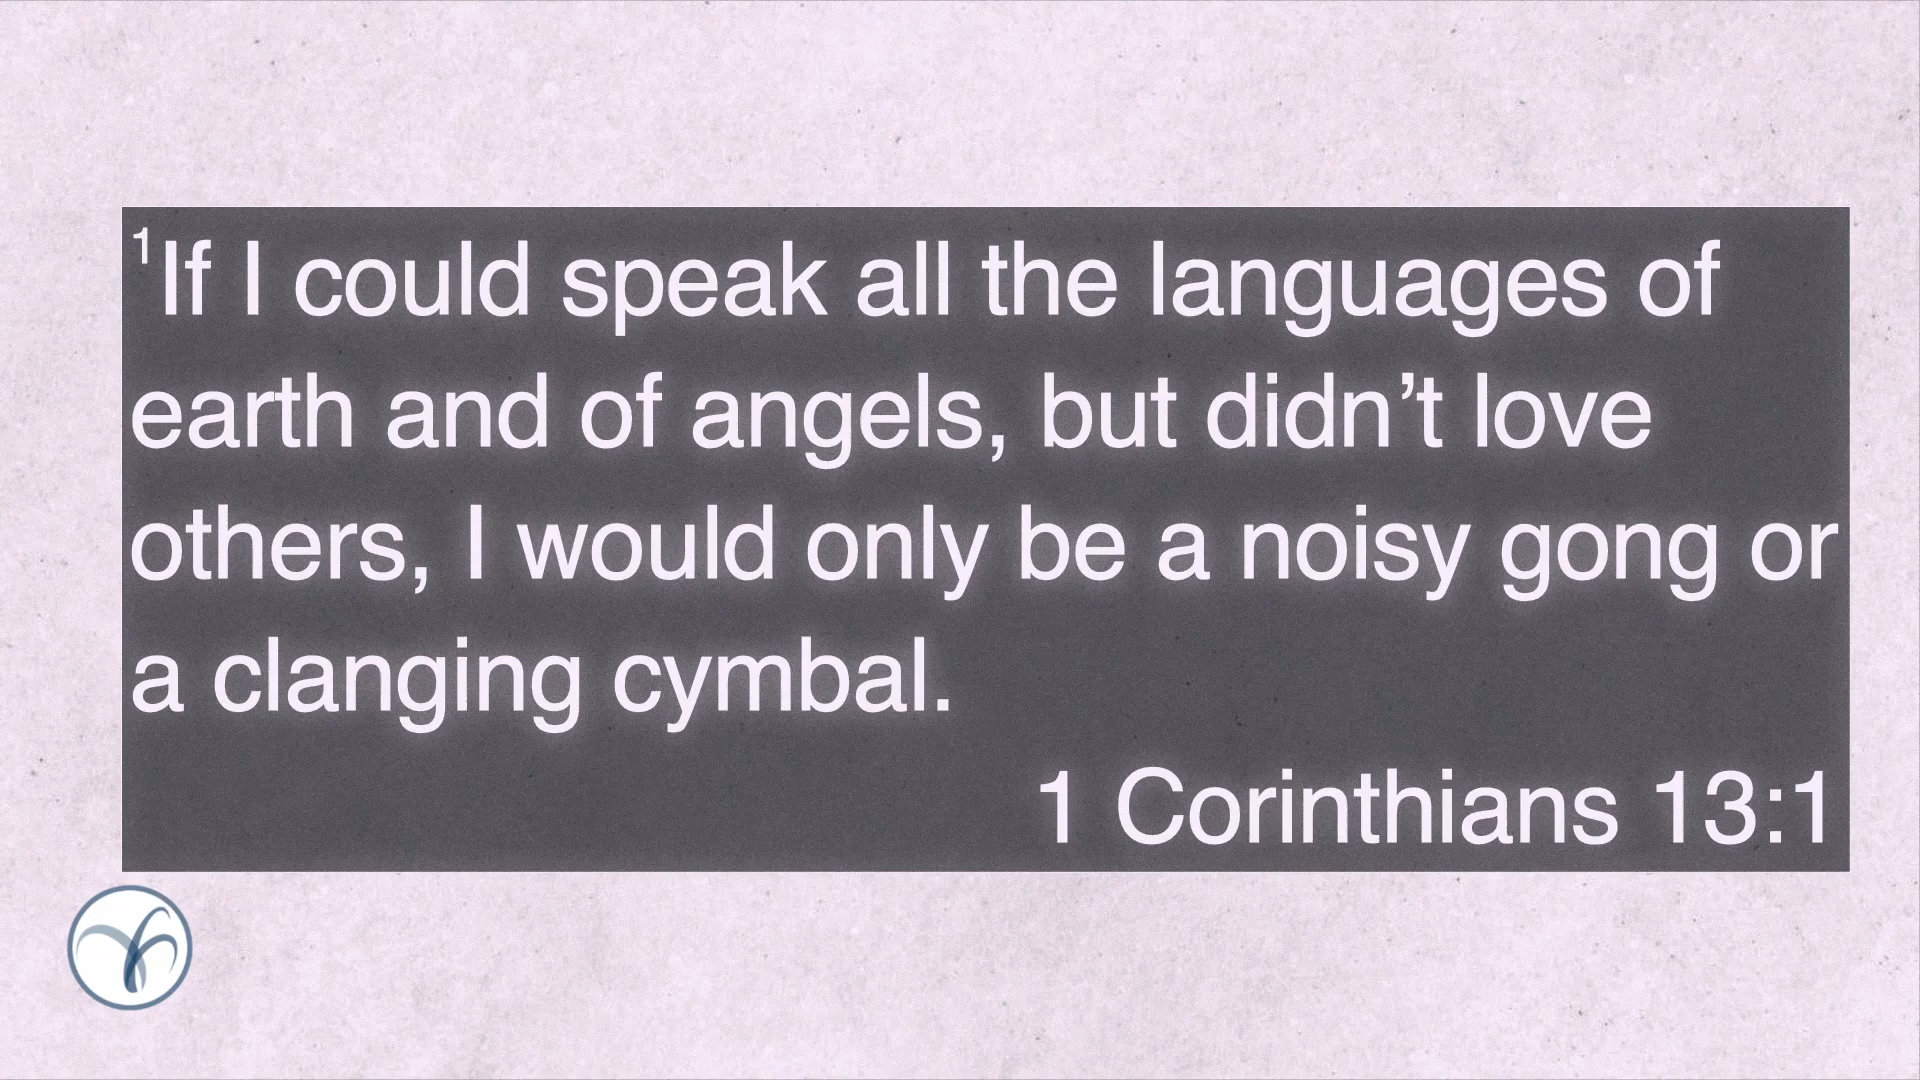 ¹If I could speak all the languages of
earth and of angels, but didn’t love
others, I would only be a noisy gong or
a clanging cymbal.
1 Corinthians 13:1